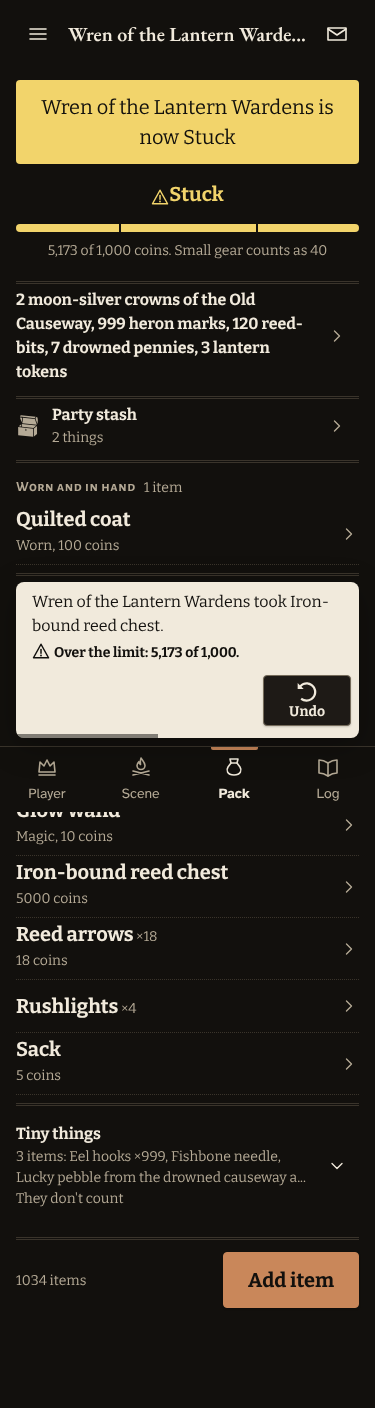 Wren of the Lantern Warde...
Wren of the Lantern Wardens is
now Stuck
Stuck
5,173 of 1,000 coins. Small gear counts as 40
2 moon-silver crowns of the Old
Causeway, 999 heron marks, 120 reed-
bits, 7 drowned pennies, 3 lantern
tokens
Party stash
2 things
WORN AND IN HAND 1 item
Quilted coat
Worn, 100 coins
Wren of the Lantern Wardens took Iron-
bound reed chest.
Over the limit: 5,173 of 1,000.
Undo
Player Scene Pack Log
Glow wand
Magic, 10 coins
Iron-bound reed chest
5000 coins
Reed arrows ×18
18 coins
Rushlights ×4
Sack
5 coins
Tiny things
3 items: Eel hooks ×999, Fishbone needle,
Lucky pebble from the drowned causeway a...
They don't count
1034 items
Add item